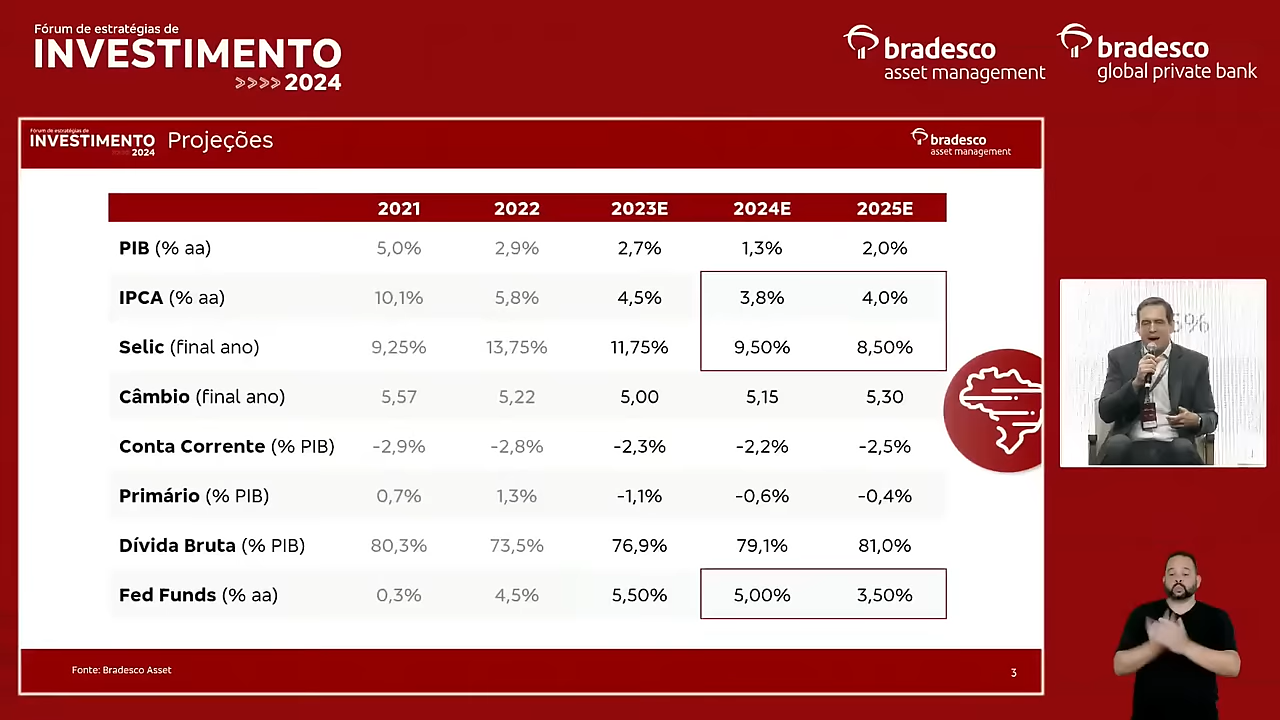 Fórum de estratégias de
INVESTIMENTO
>>>> 2024
bradesco
asset management
bradesco
global private bank
Fórum de estratégias de
INVESTIMENTO
2024
Projeções
bradesco
asset management
2021 2022 2023E 2024E 2025E
PIB (% aa) 5,0% 2,9% 2,7% 1,3% 2,0%
IPCA (% aa) 10,1% 5,8% 4,5% 3,8% 4,0%
Selic (final ano) 9,25% 13,75% 11,75% 9,50% 8,50%
Câmbio (final ano) 5,57 5,22 5,00 5,15 5,30
Conta Corrente (% PIB) -2,9% -2,8% -2,3% -2,2% -2,5%
Primário (% PIB) 0,7% 1,3% -1,1% -0,6% -0,4%
Dívida Bruta (% PIB) 80,3% 73,5% 76,9% 79,1% 81,0%
Fed Funds (% aa) 0,3% 4,5% 5,50% 5,00% 3,50%
Fonte: Bradesco Asset
3